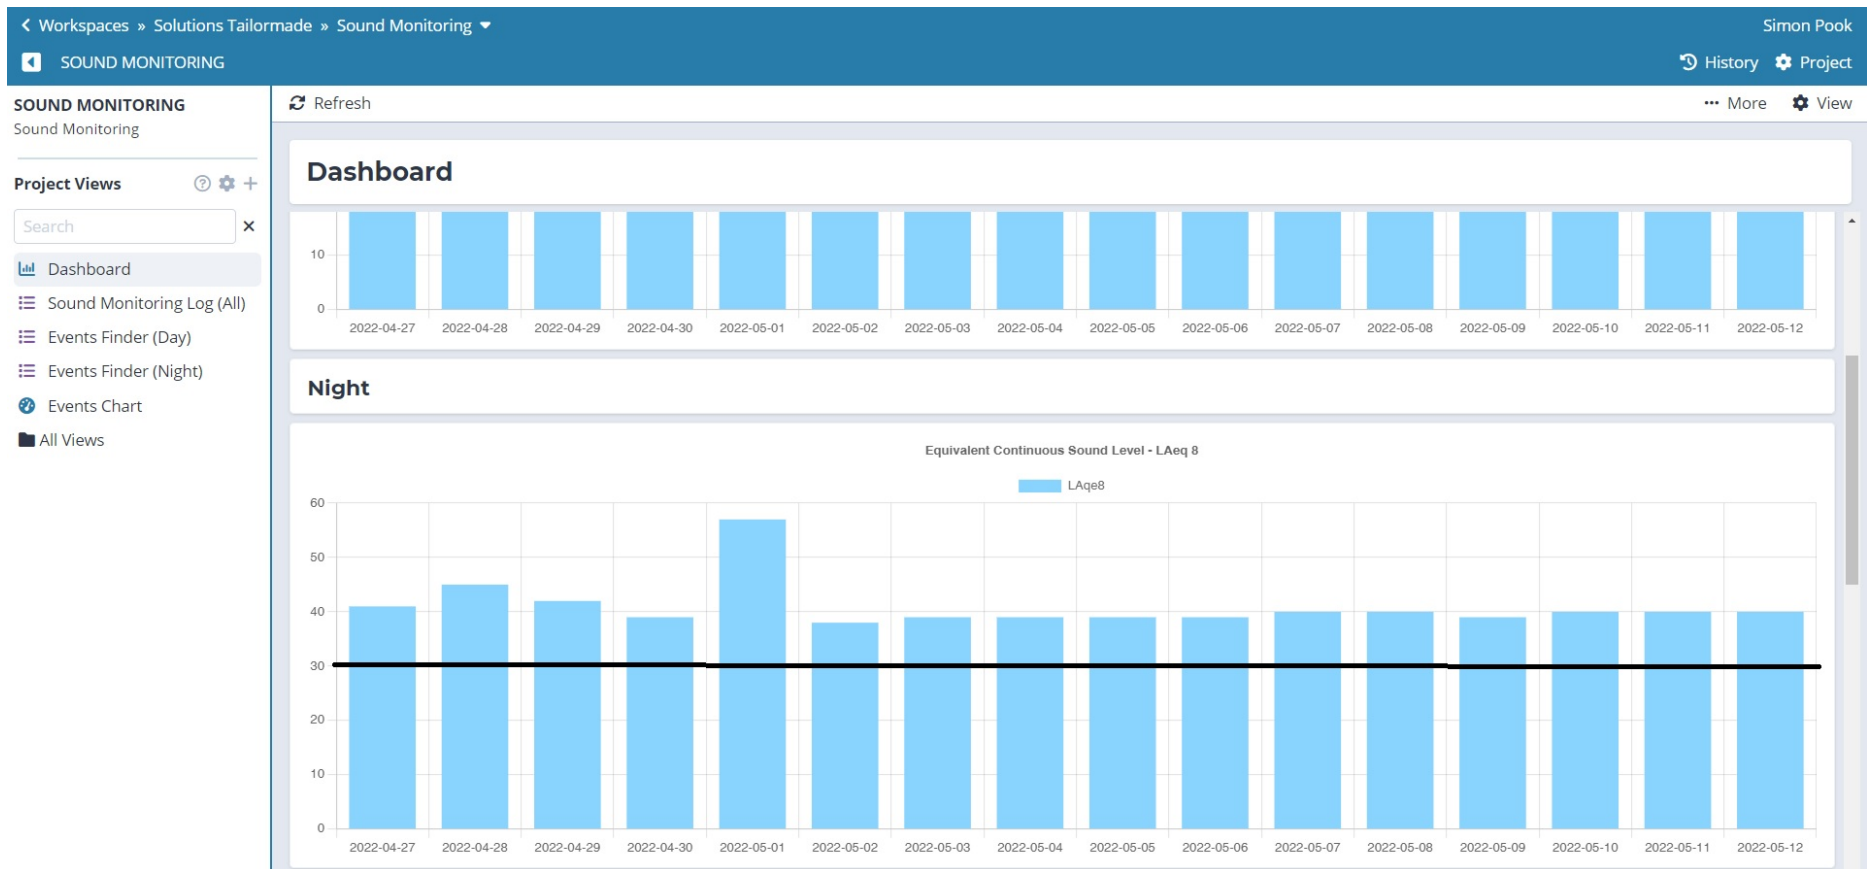 Workspaces » Solutions Tailormade » Sound Monitoring
Simon Pook
SOUND MONITORING
History
Project
SOUND MONITORING
Sound Monitoring
Project Views
Search
Dashboard
Sound Monitoring Log (All)
Events Finder (Day)
Events Finder (Night)
Events Chart
All Views
Refresh
More
View
Dashboard
10
0
2022-04-27 2022-04-28 2022-04-29 2022-04-30 2022-05-01 2022-05-02 2022-05-03 2022-05-04 2022-05-05 2022-05-06 2022-05-07 2022-05-08 2022-05-09 2022-05-10 2022-05-11 2022-05-12
Night
Equivalent Continuous Sound Level - LAeq 8
LAqe8
60
50
40
30
20
10
0
2022-04-27 2022-04-28 2022-04-29 2022-04-30 2022-05-01 2022-05-02 2022-05-03 2022-05-04 2022-05-05 2022-05-06 2022-05-07 2022-05-08 2022-05-09 2022-05-10 2022-05-11 2022-05-12